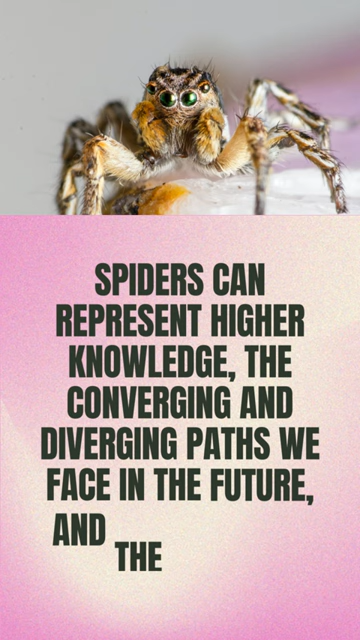 SPIDERS CAN
REPRESENT HIGHER
KNOWLEDGE, THE
CONVERGING AND
DIVERGING PATHS WE
FACE IN THE FUTURE,
AND
THE